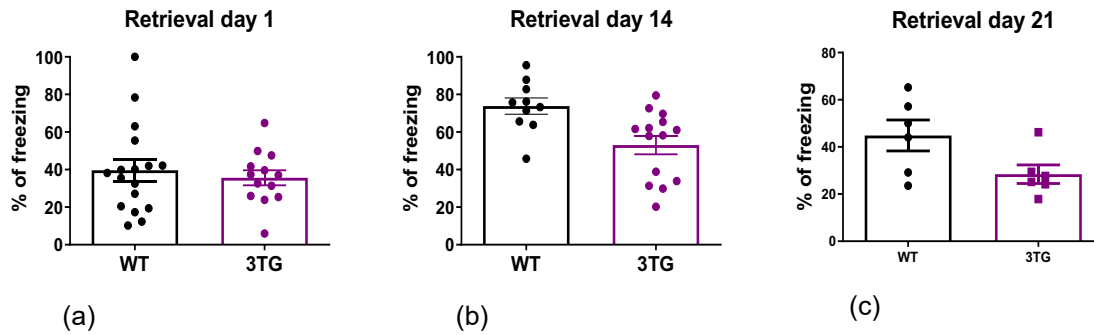 Retrieval day 1
% of freezing
100
80
60
40
20
0
WT
3TG
(a)
Retrieval day 14
% of freezing
100
80
60
40
20
0
WT
3TG
(b)
Retrieval day 21
% of freezing
80
60
40
20
0
WT
3TG
(c)